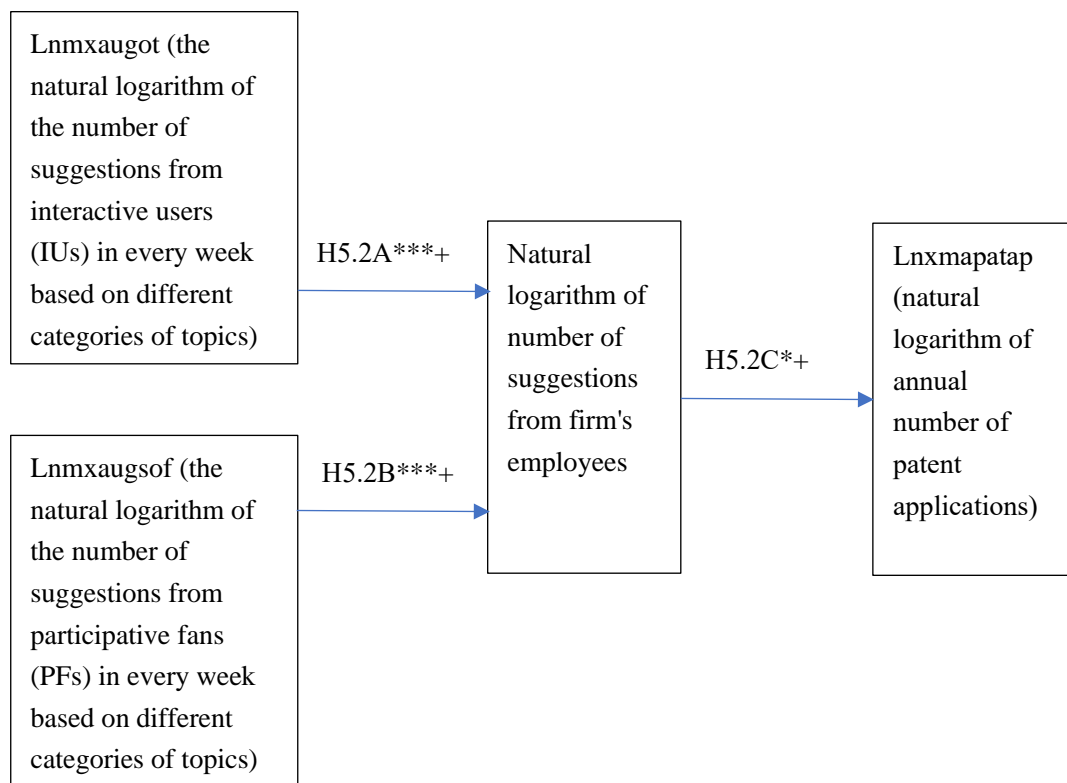 Lnmxaugot (the
natural logarithm of
the number of
suggestions from
interactive users
(IUs) in every week
based on different
categories of topics)
H5.2A***+
Lnmxaugsof (the
natural logarithm of
the number of
suggestions from
participative fans
(PFs) in every week
based on different
categories of topics)
H5.2B***+
Natural
logarithm of
number of
suggestions
from firm's
employees
H5.2C*+
Lnxmapatap
(natural
logarithm of
annual
number of
patent
applications)